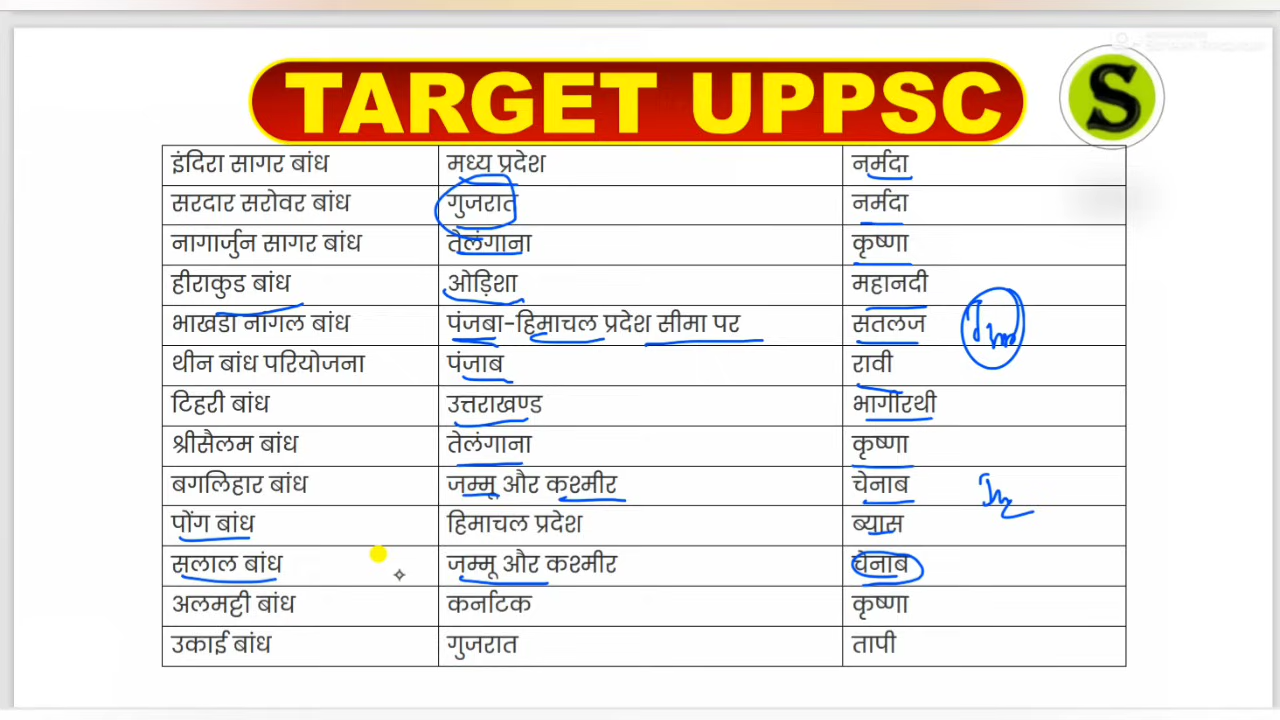 TARGET UPPSC
S
इंदिरा सागर बांध मध्य प्रदेश नर्मदा
सरदार सरोवर बांध गुजरात नर्मदा
नागार्जुन सागर बांध तेलंगाना कृष्णा
हीराकुड बांध ओड़िशा महानदी
भाखडा नांगल बांध पंजबा-हिमाचल प्रदेश सीमा पर सतलज
थीन बांध परियोजना पंजाब रावी
टिहरी बांध उत्तराखण्ड भागीरथी
श्रीसैलम बांध तेलंगाना कृष्णा
बगलिहार बांध जम्मू और कश्मीर चेनाब
पोंग बांध हिमाचल प्रदेश ब्यास
सलाल बांध जम्मू और कश्मीर चेनाब
अलमट्टी बांध कर्नाटक कृष्णा
उकाई बांध गुजरात तापी